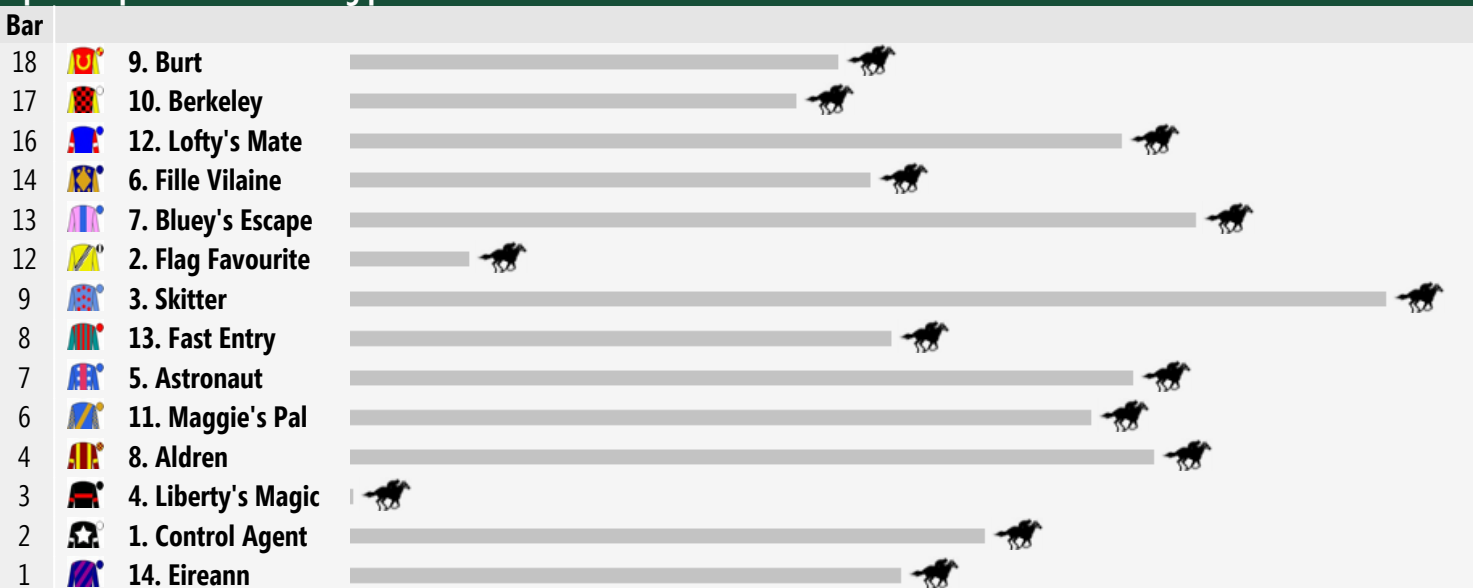 Bar
18 9. Burt
17 10. Berkeley
16 12. Lofty's Mate
14 6. Fille Vilaine
13 7. Bluey's Escape
12 2. Flag Favourite
9 3. Skitter
8 13. Fast Entry
7 5. Astronaut
6 11. Maggie's Pal
4 8. Aldren
3 4. Liberty's Magic
2 1. Control Agent
1 14. Eireann